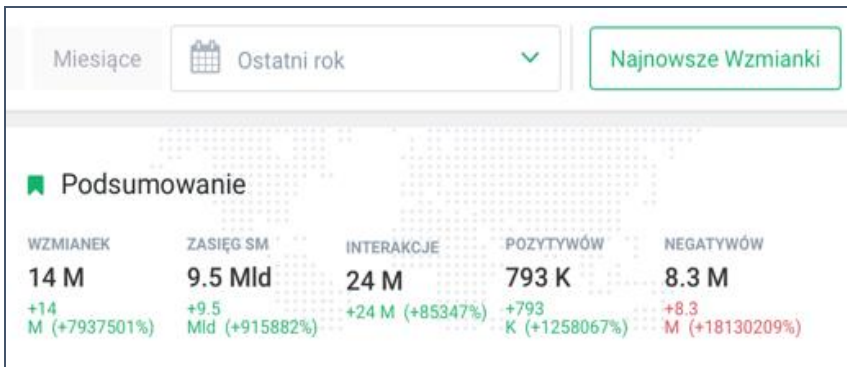 Miesiące
Ostatni rok
Najnowsze Wzmianki
Podsumowanie
WZMIANEK
14 M
+14
M (+7937501%)
ZASIĘG SM
9.5 Mld
+9.5
Mld (+915882%)
INTERAKCJE
24 M
+24 M (+85347%)
POZYTYWÓW
793 K
+793
K (+1258067%)
NEGATYWÓW
8.3 M
+8.3
M (+18130209%)